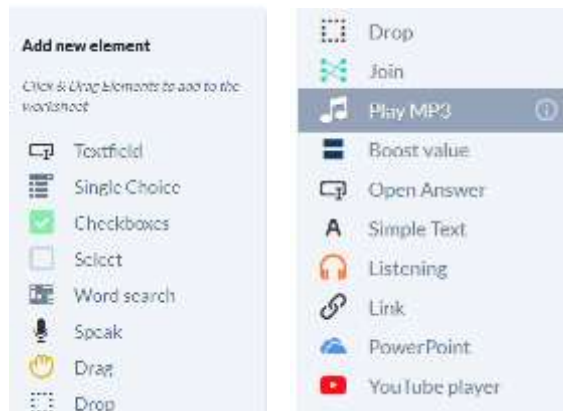 Add new element
Click & Drag Elements to add to the
worksheet
Textfield
Single Choice
Checkboxes
Select
Word search
Speak
Drag
Drop
Drop
Join
Play MP3
Boost value
Open Answer
Simple Text
Listening
Link
PowerPoint
YouTube player